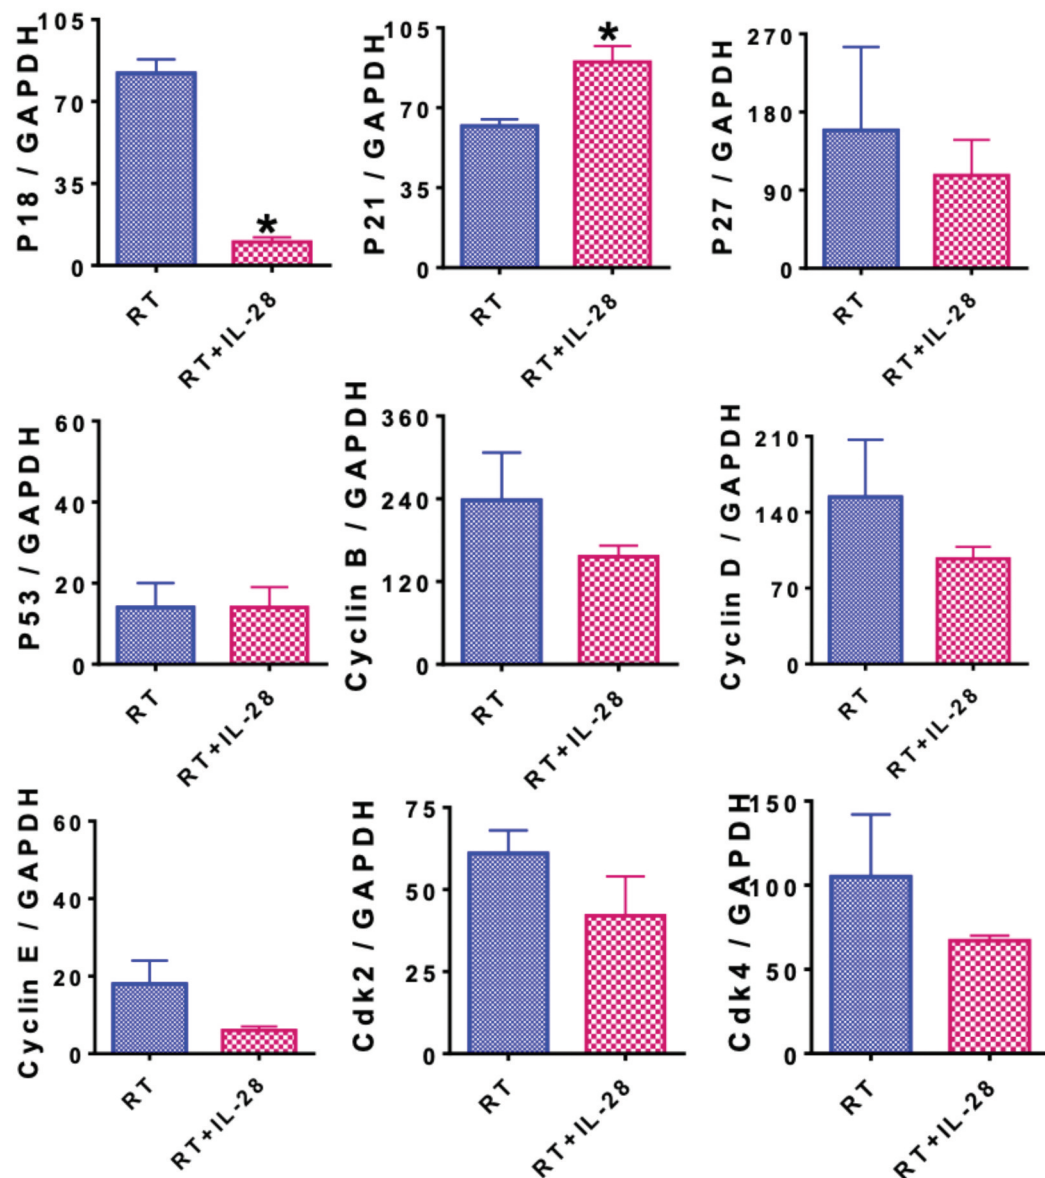 P18 / GAPDH
105
70
35
0
*
RT
RT+IL-28
P21 / GAPDH
105
70
35
0
*
RT
RT+IL-28
P27 / GAPDH
270
180
90
0
RT
RT+IL-28
P53 / GAPDH
60
40
20
0
RT
RT+IL-28
Cyclin B / GAPDH
360
240
120
0
RT
RT+IL-28
Cyclin D / GAPDH
210
140
70
0
RT
RT+IL-28
Cyclin E / GAPDH
60
40
20
0
RT
RT+IL-28
Cdk2 / GAPDH
75
50
25
0
RT
RT+IL-28
Cdk4 / GAPDH
150
100
50
0
RT
RT+IL-28